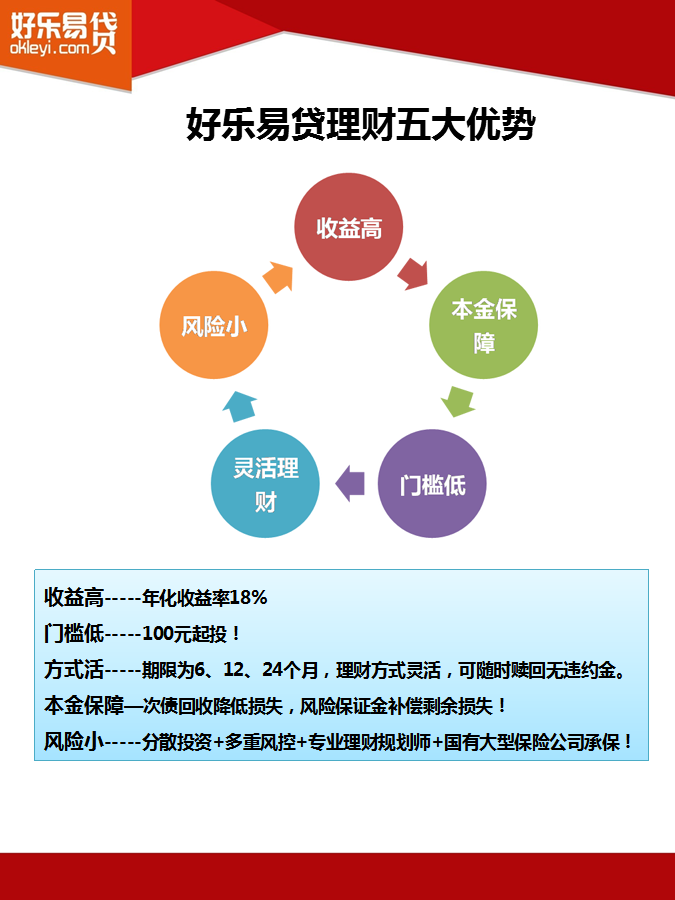 好乐易贷
okleyi.com
好乐易贷理财五大优势
收益高
风险小
本金保
障
灵活理
财
门槛低
收益高-----年化收益率18%
门槛低-----100元起投！
方式活-----期限为6、12、24个月，理财方式灵活，可随时赎回无违约金。
本金保障—次债回收降低损失，风险保证金补偿剩余损失！
风险小-----分散投资+多重风控+专业理财规划师+国有大型保险公司承保！